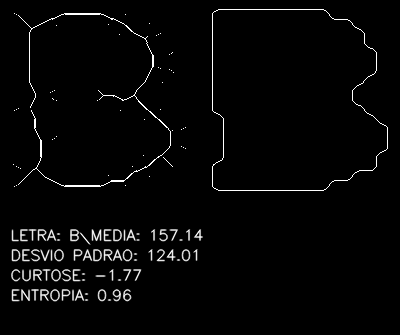 LETRA: B\MEDIA: 157.14
DESVIO PADRAO: 124.01
CURTOSE: -1.77
ENTROPIA: 0.96